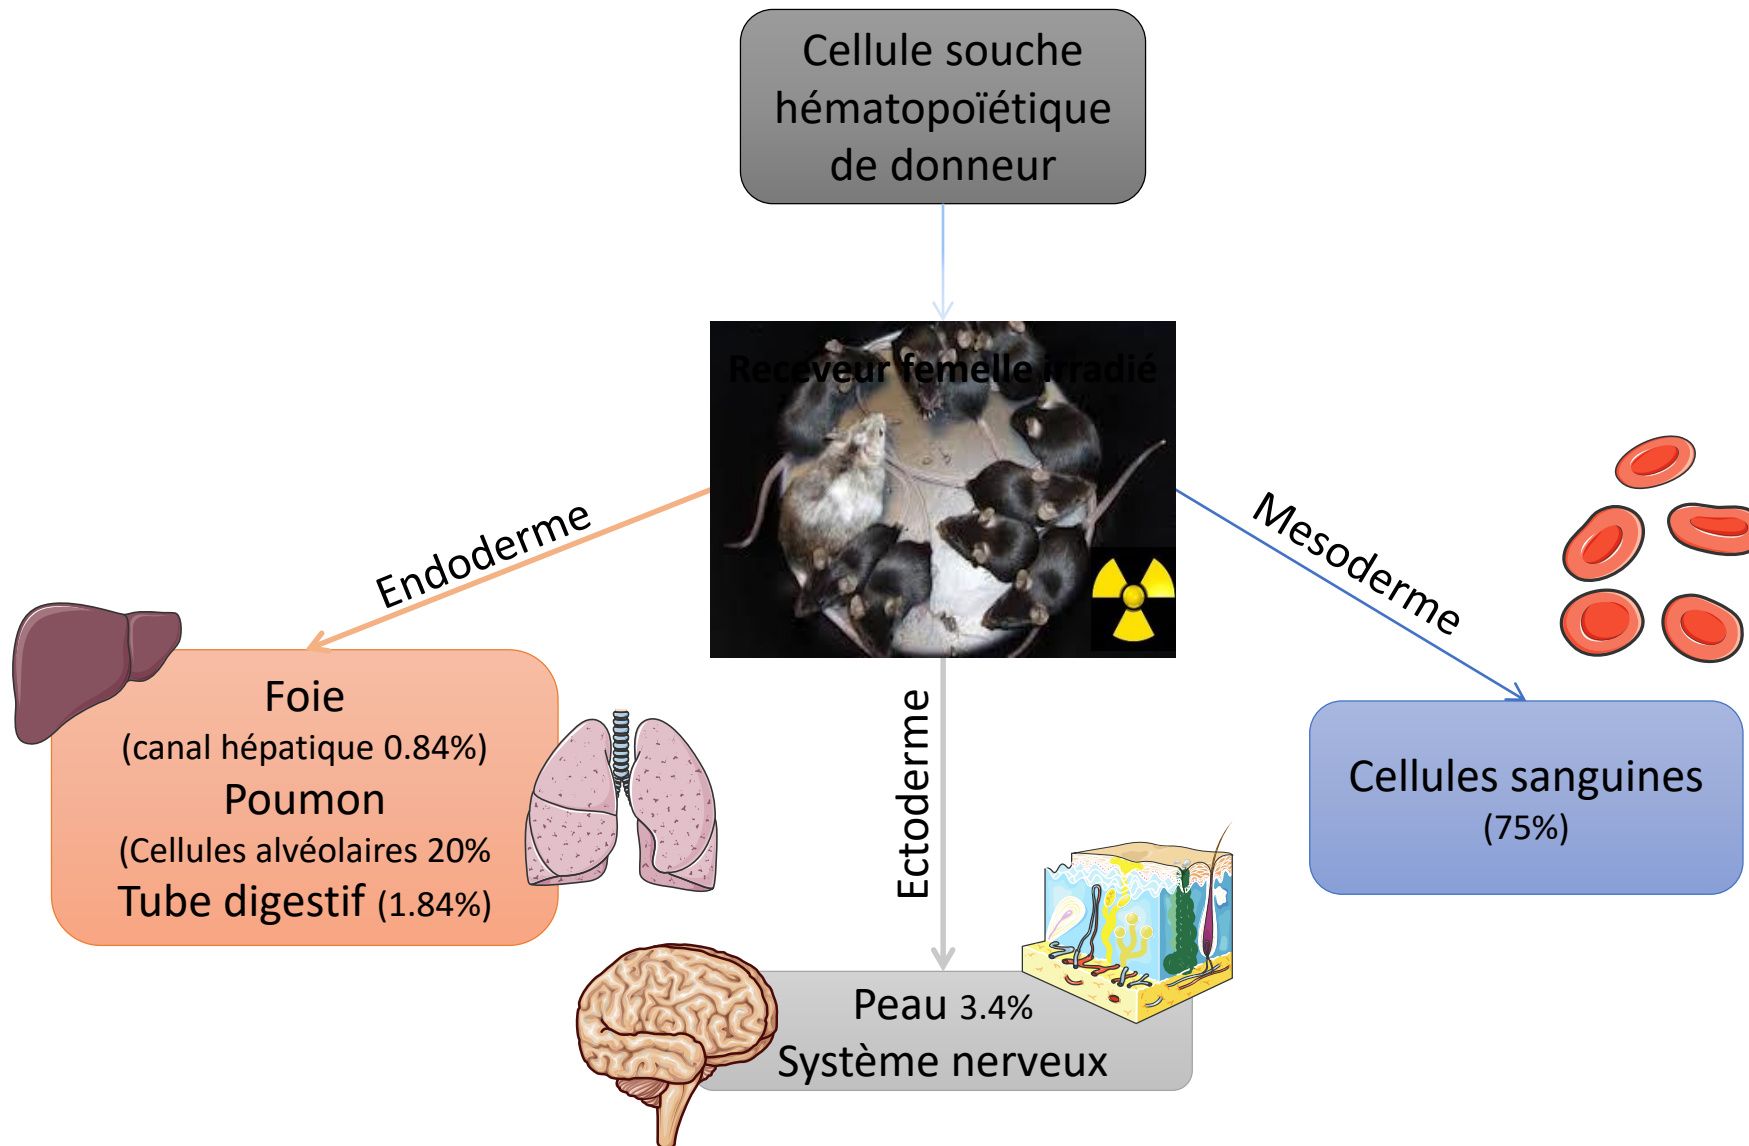 Cellule souche
hématopoïétique
de donneur
Receveur femelle irradié
Endoderme
Mesoderme
Ectoderme
Foie
(canal hépatique 0.84%)
Poumon
(Cellules alvéolaires 20%
Tube digestif (1.84%)
Cellules sanguines
(75%)
Peau 3.4%
Système nerveux